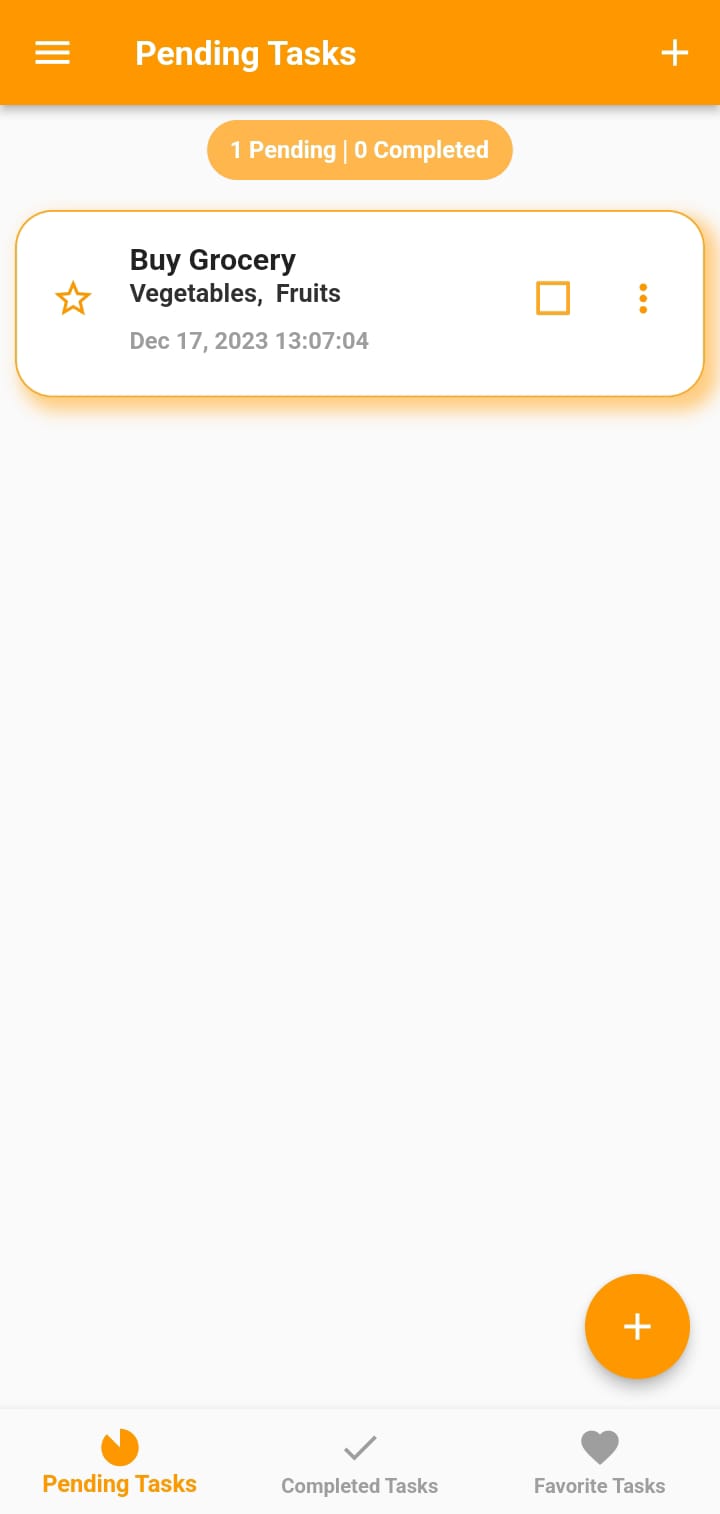 Pending Tasks
1 Pending | 0 Completed
Buy Grocery
Vegetables,  Fruits
Dec 17, 2023 13:07:04
Pending Tasks
Completed Tasks
Favorite Tasks